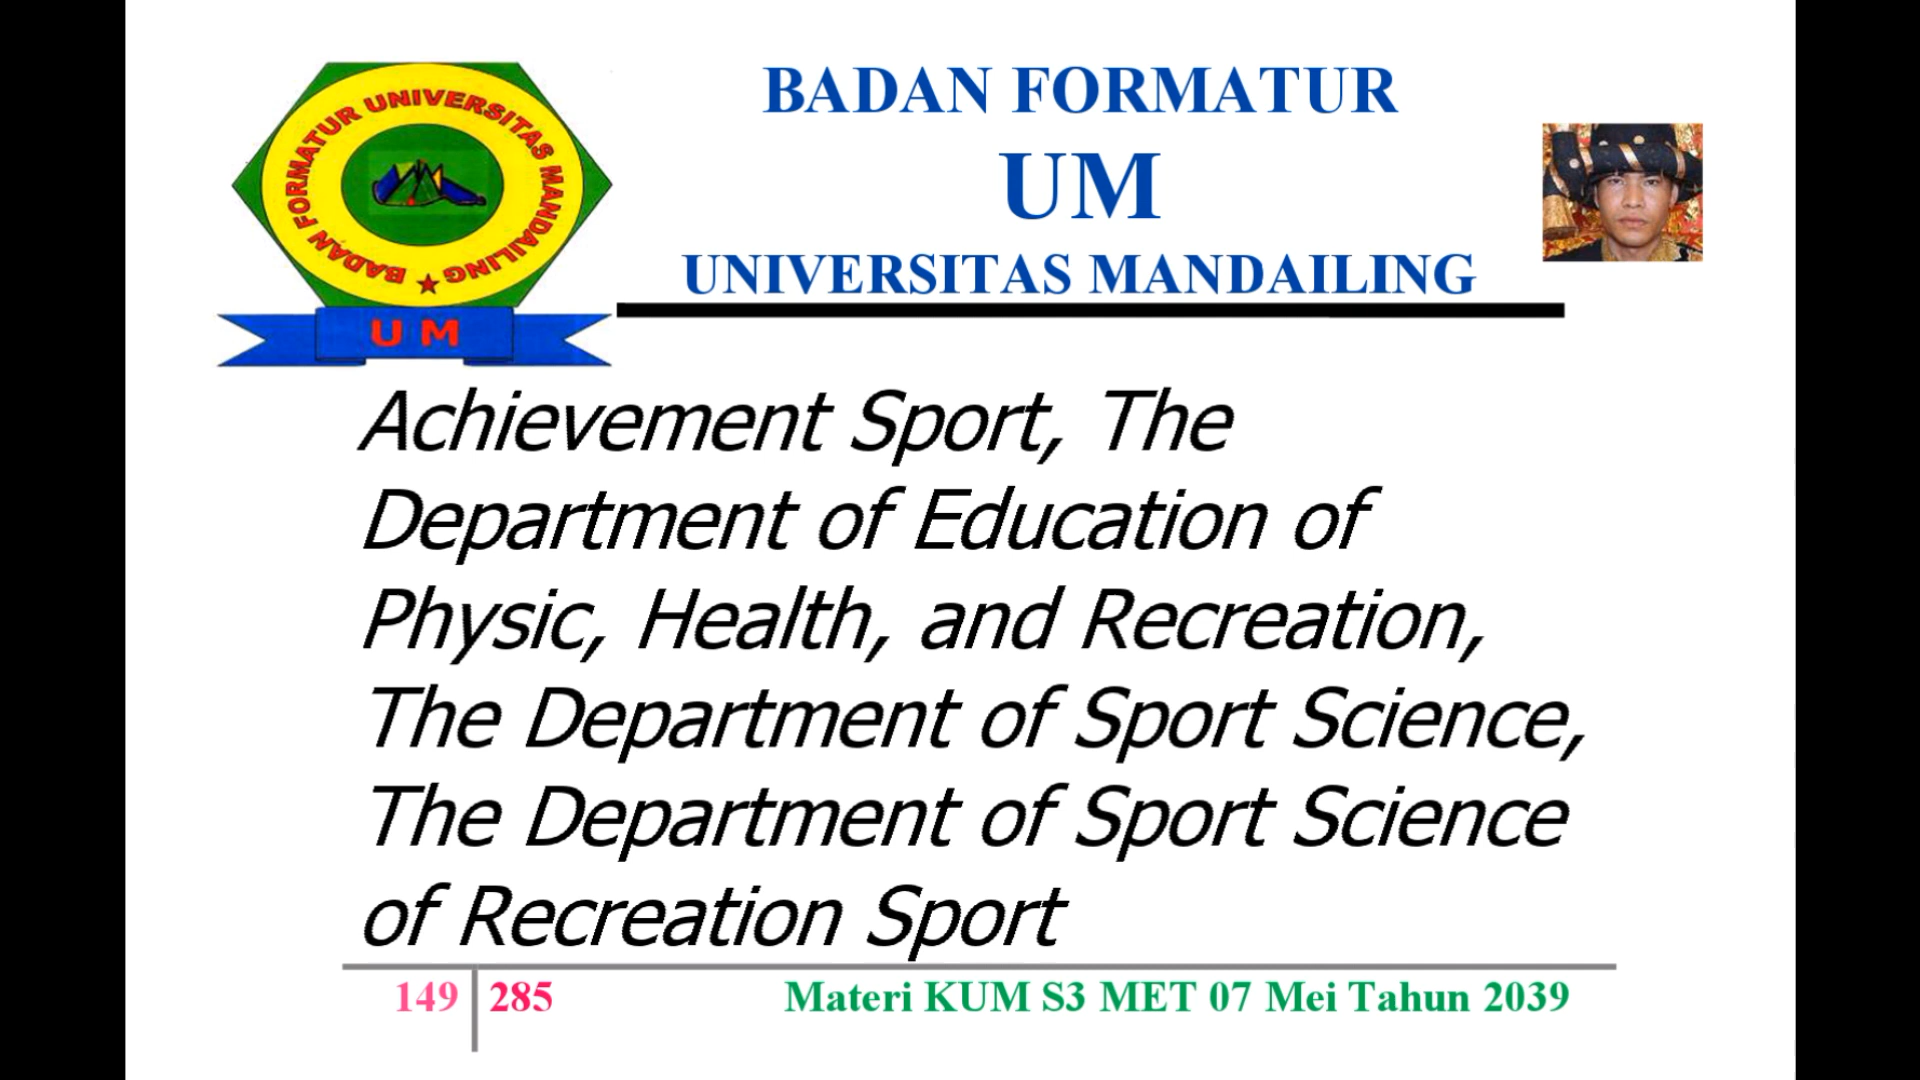 BADAN FORMATUR UNIVERSITAS MANDAILING
U M
BADAN FORMATUR
UM
UNIVERSITAS MANDAILING
Achievement Sport, The
Department of Education of
Physic, Health, and Recreation,
The Department of Sport Science,
The Department of Sport Science
of Recreation Sport
149 285 Materi KUM S3 MET 07 Mei Tahun 2039